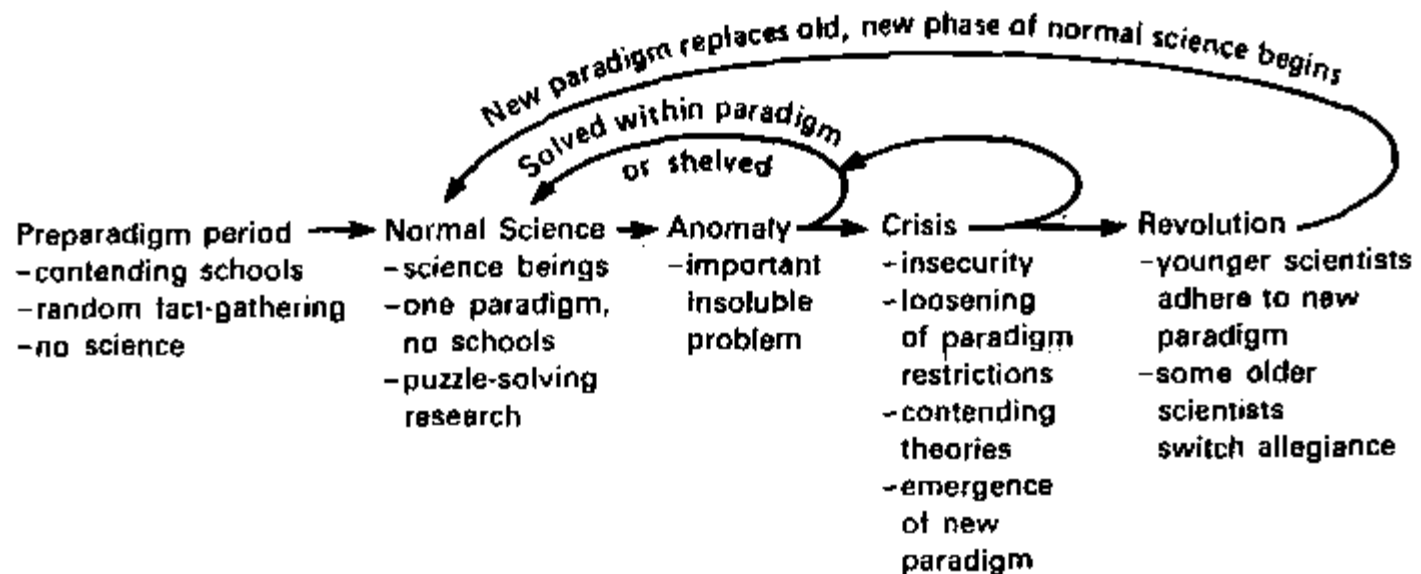 New paradigm replaces old, new phase of normal science begins
Solved within paradigm
or shelved
Preparadigm period
-contending schools
-random fact-gathering
-no science
Normal Science
-science beings
-one paradigm,
no schools
-puzzle-solving
research
Anomaly
-important
insoluble
problem
Crisis
-insecurity
-loosening
of paradigm
restrictions
-contending
theories
-emergence
of new
paradigm
Revolution
-younger scientists
adhere to new
paradigm
-some older
scientists
switch allegiance